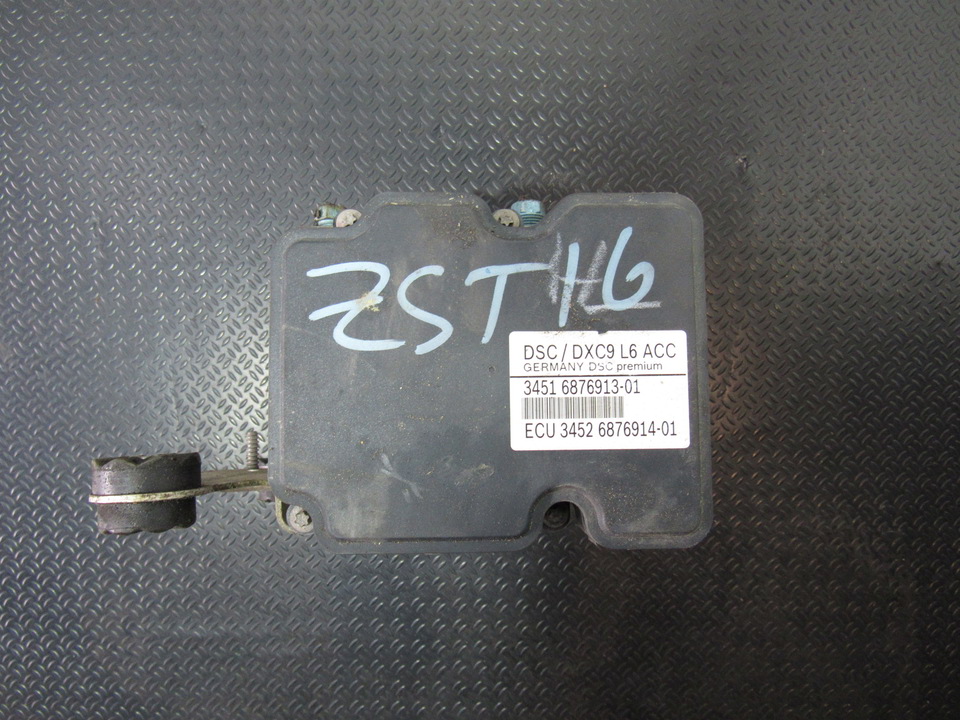 ZST H6
DSC / DXC9 L6 ACC
GERMANY DSC premium
3451 6876913-01
ECU 3452 6876914-01